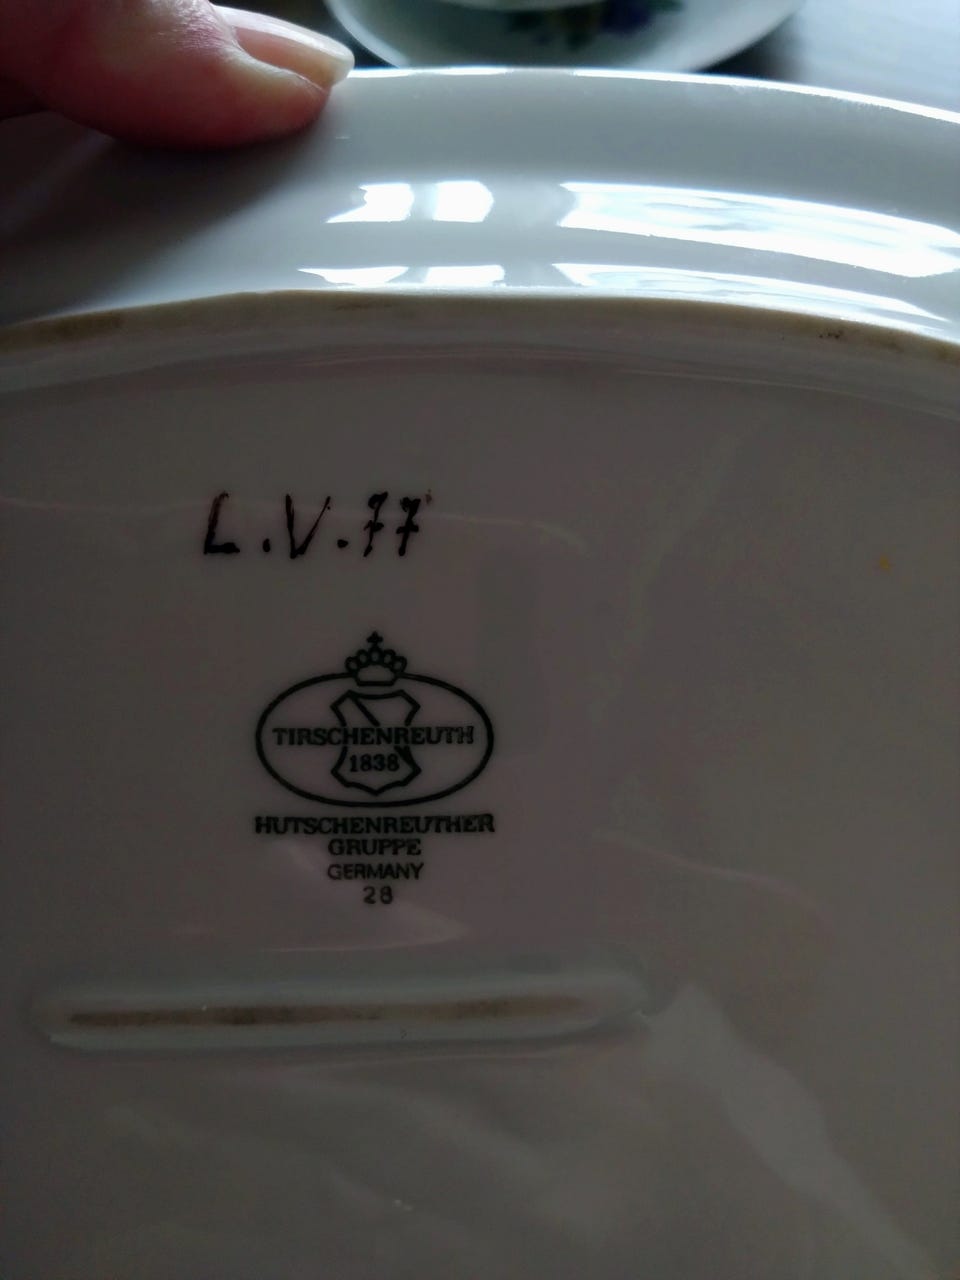 L.V.77
TIRSCHENREUTH
1838
HUTSCHENREUTHER
GRUPPE
GERMANY
28